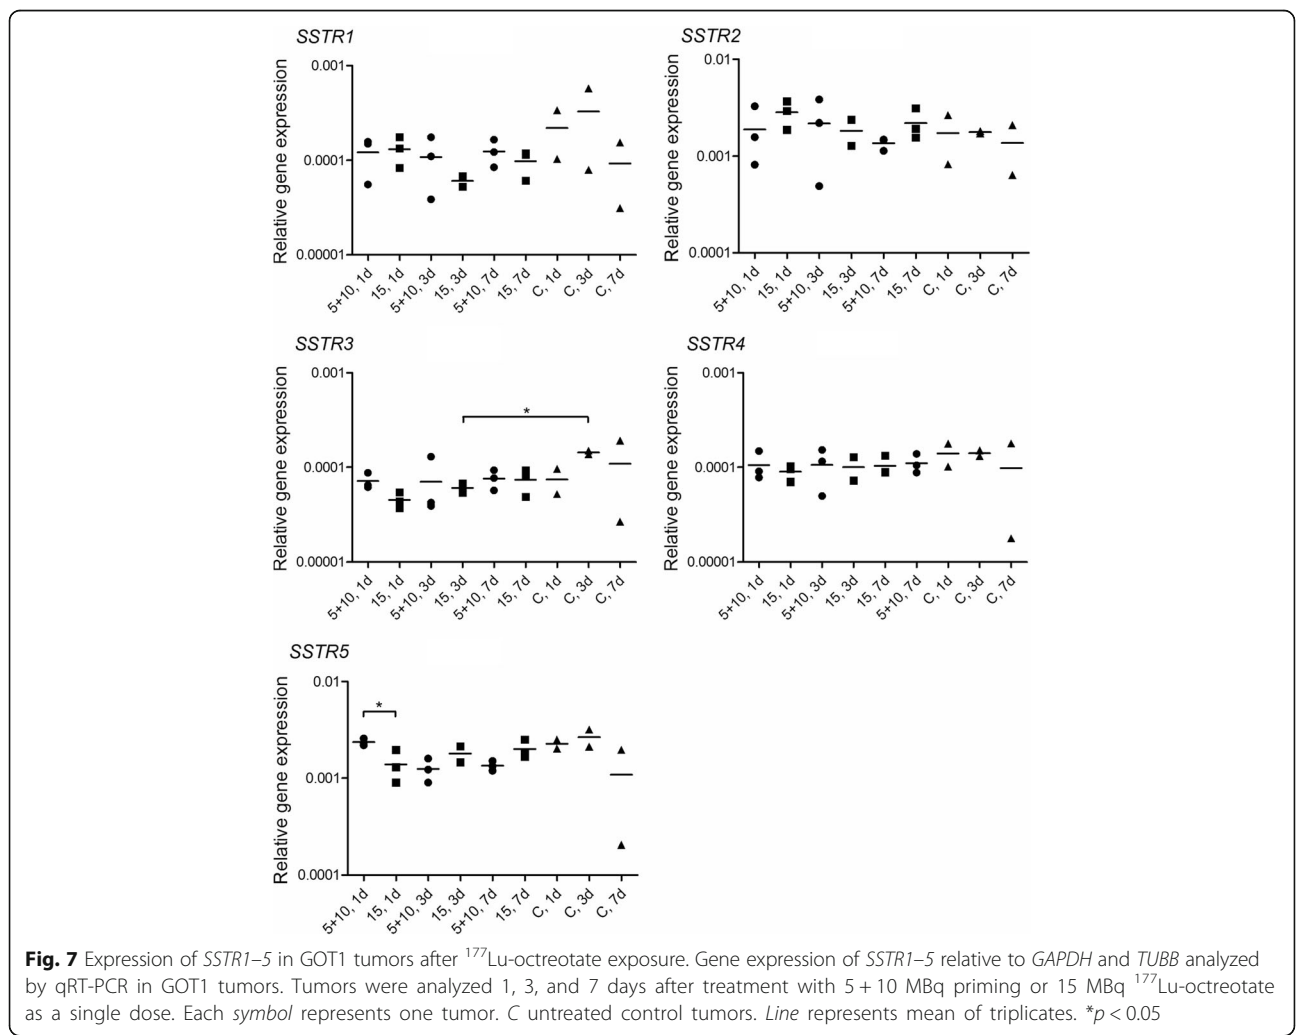 SSTR1
Relative gene expression
0.001
0.0001
0.00001
5+10, 1d
15, 1d
5+10, 3d
15, 3d
5+10, 7d
15, 7d
C, 1d
C, 3d
C, 7d
SSTR2
Relative gene expression
0.01
0.001
0.0001
5+10, 1d
15, 1d
5+10, 3d
15, 3d
5+10, 7d
15, 7d
C, 1d
C, 3d
C, 7d
SSTR3
Relative gene expression
0.001
0.0001
0.00001
*
5+10, 1d
15, 1d
5+10, 3d
15, 3d
5+10, 7d
15, 7d
C, 1d
C, 3d
C, 7d
SSTR4
Relative gene expression
0.001
0.0001
0.00001
5+10, 1d
15, 1d
5+10, 3d
15, 3d
15, 7d
5+10, 7d
C, 1d
C, 3d
C, 7d
SSTR5
Relative gene expression
0.01
0.001
0.0001
*
5+10, 1d
15, 1d
5+10, 3d
15, 3d
5+10, 7d
15, 7d
C, 1d
C, 3d
C, 7d
Fig. 7 Expression of SSTR1–5 in GOT1 tumors after ¹⁷⁷Lu-octreotate exposure. Gene expression of SSTR1–5 relative to GAPDH and TUBB analyzed
by qRT-PCR in GOT1 tumors. Tumors were analyzed 1, 3, and 7 days after treatment with 5 + 10 MBq priming or 15 MBq ¹⁷⁷Lu-octreotate
as a single dose. Each symbol represents one tumor. C untreated control tumors. Line represents mean of triplicates. *p < 0.05